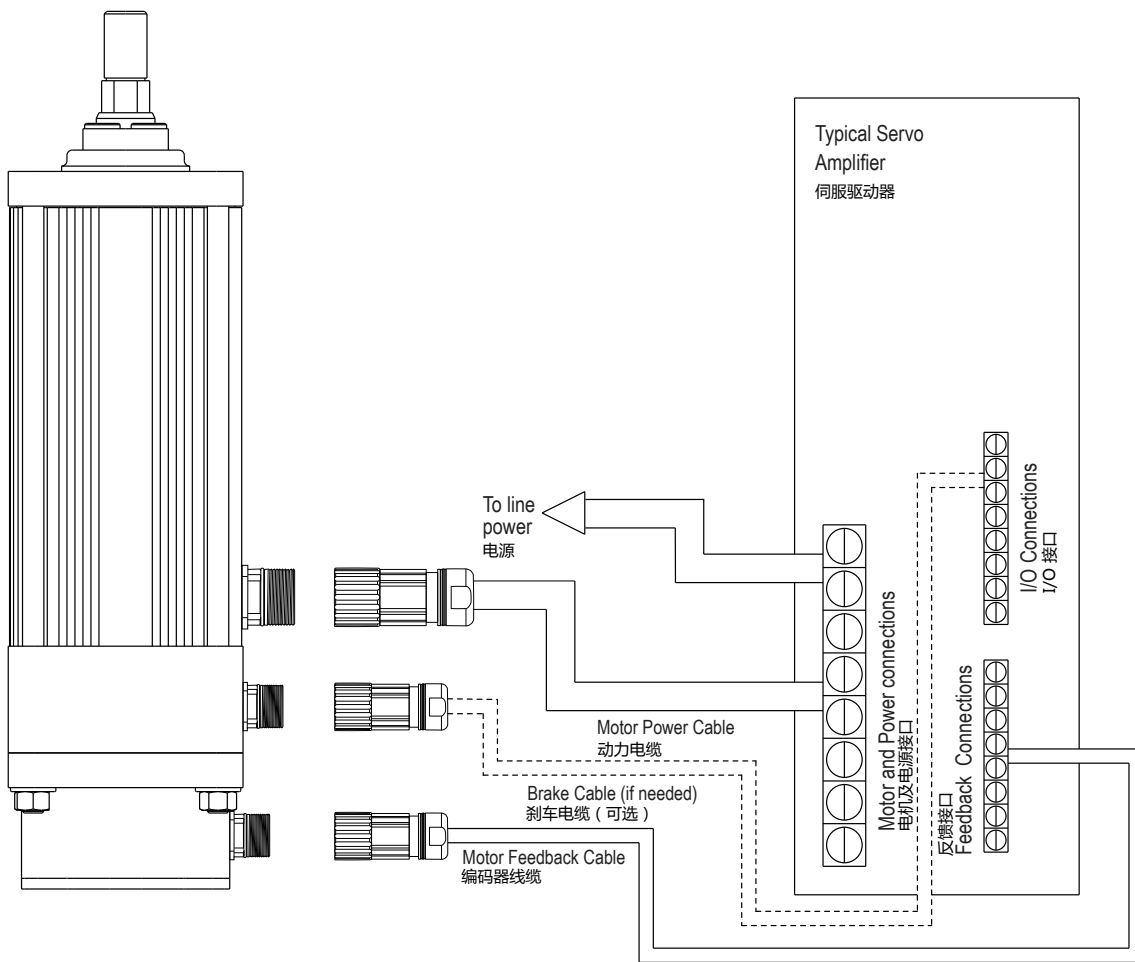 Typical Servo
Amplifier
伺服驱动器
To line
power
电源
I/O Connections
I/O 接口
Motor and Power connections
电机及电源接口
反馈接口
Feedback Connections
Motor Power Cable
动力电缆
Brake Cable (if needed)
刹车电缆（可选）
Motor Feedback Cable
编码器线缆